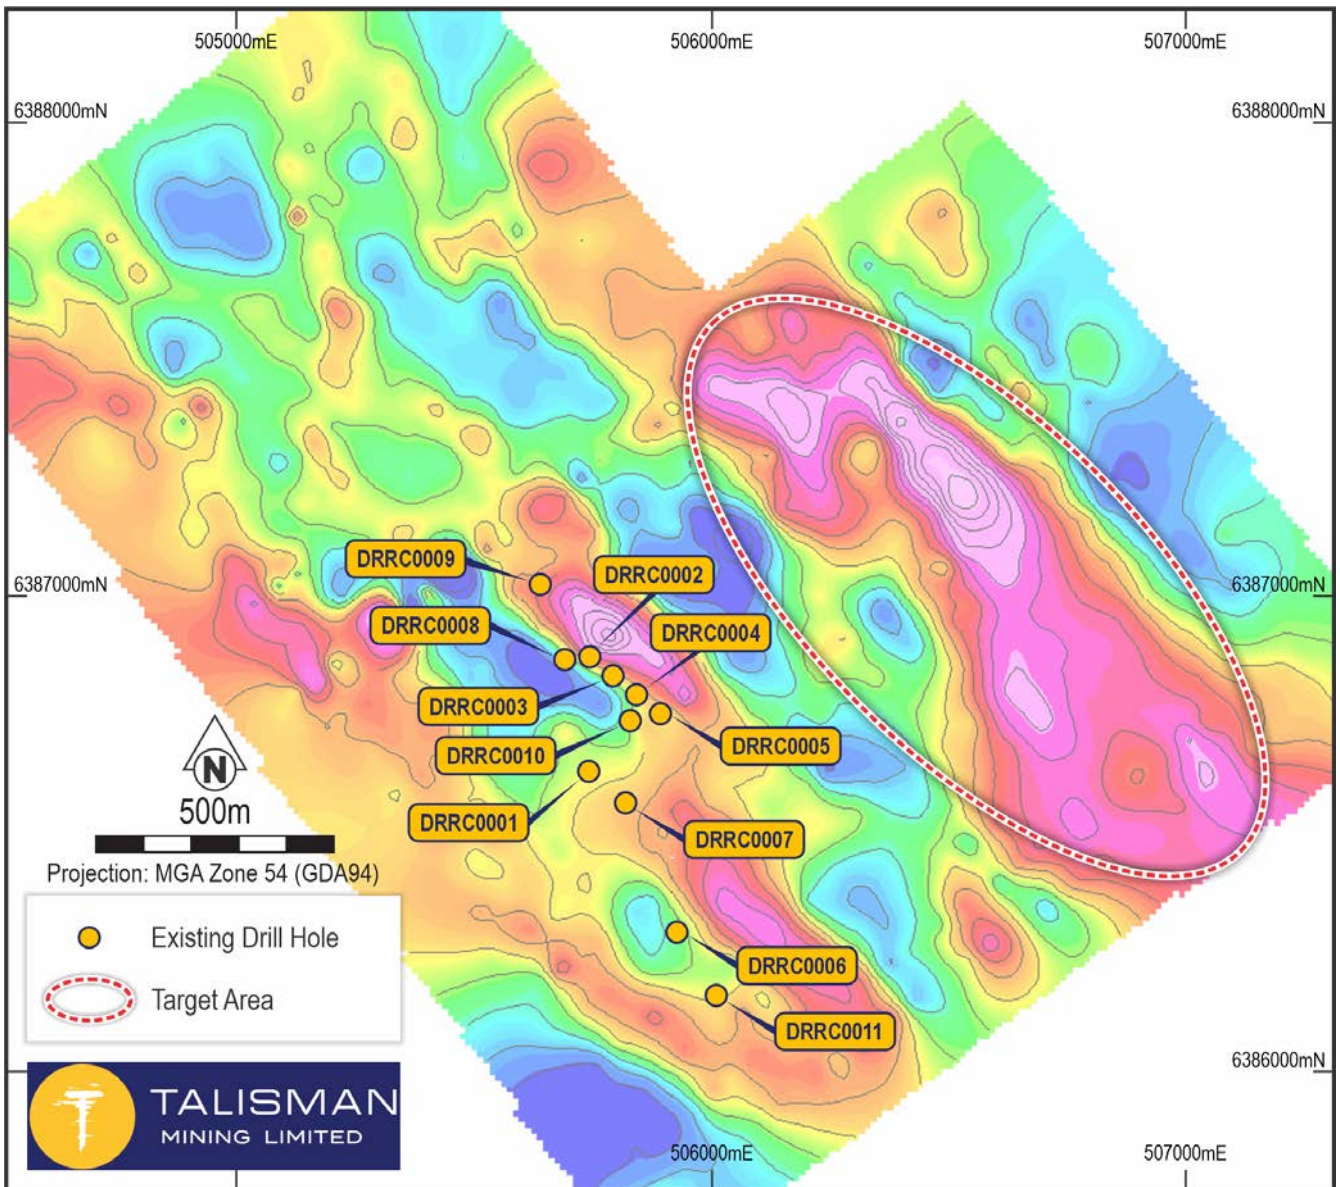 505000mE
506000mE
507000mE
6388000mN
6388000mN
DRRC0009
DRRC0002
6387000mN
6387000mN
DRRC0008
DRRC0004
DRRC0003
DRRC0005
DRRC0010
N
500m
DRRC0001
DRRC0007
Projection: MGA Zone 54 (GDA94)
Existing Drill Hole
DRRC0006
Target Area
DRRC0011
6386000mN
TALISMAN
MINING LIMITED
506000mE
507000mE